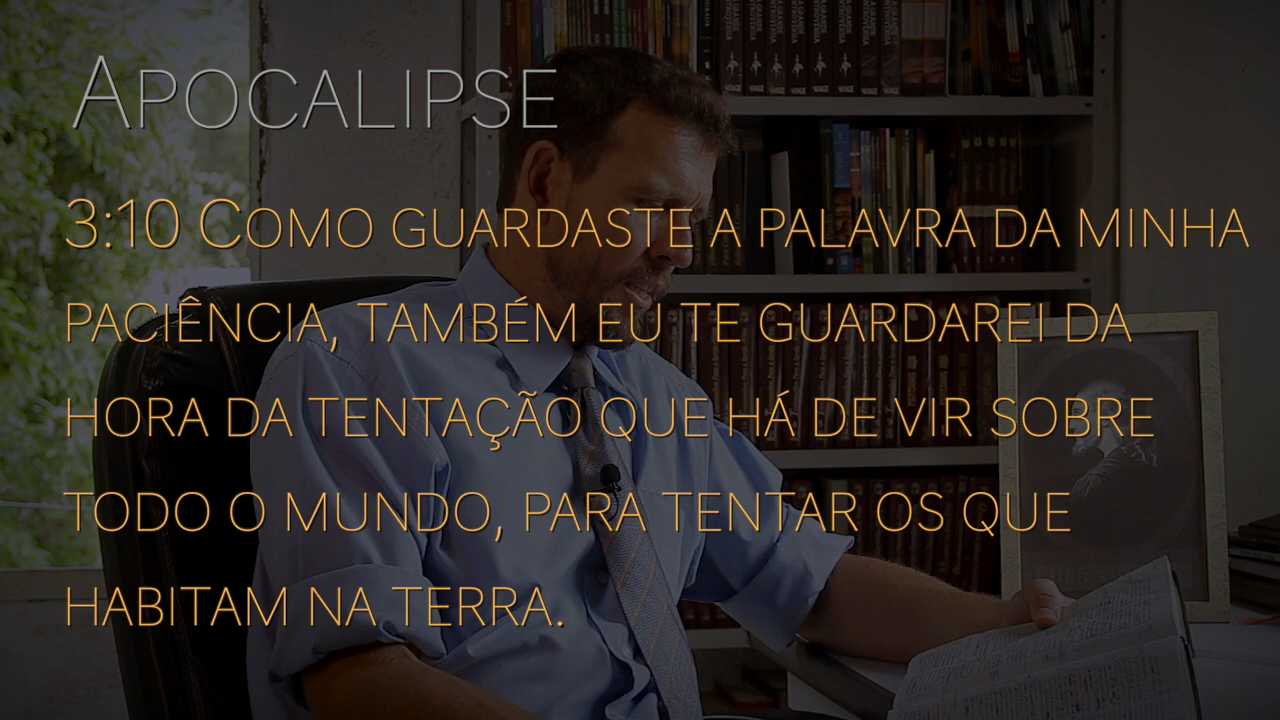 APOCALIPSE
3:10 COMO GUARDASTE A PALAVRA DA MINHA
PACIÊNCIA, TAMBÉM EU TE GUARDAREI DA
HORA DA TENTAÇÃO QUE HÁ DE VIR SOBRE
TODO O MUNDO, PARA TENTAR OS QUE
HABITAM NA TERRA.